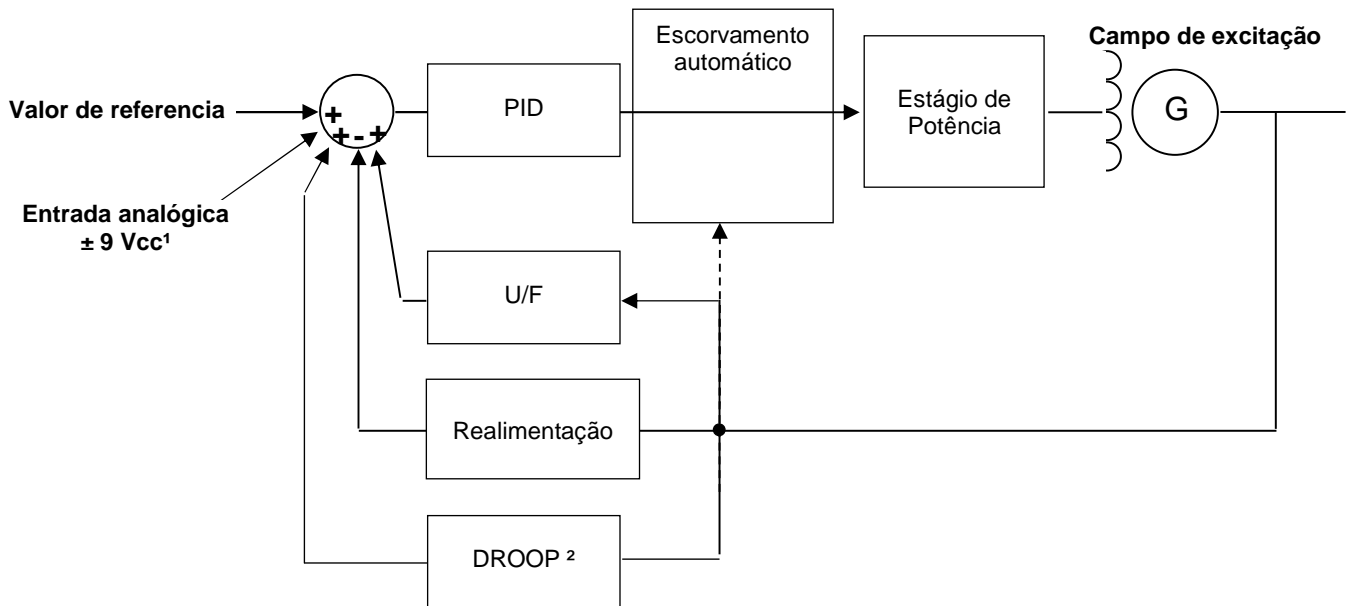 Escorvamento
automático
Campo de excitação
Valor de referencia
PID
Estágio de
Potência
G
+
+
-
+
Entrada analógica
± 9 Vcc¹
U/F
Realimentação
DROOP ²